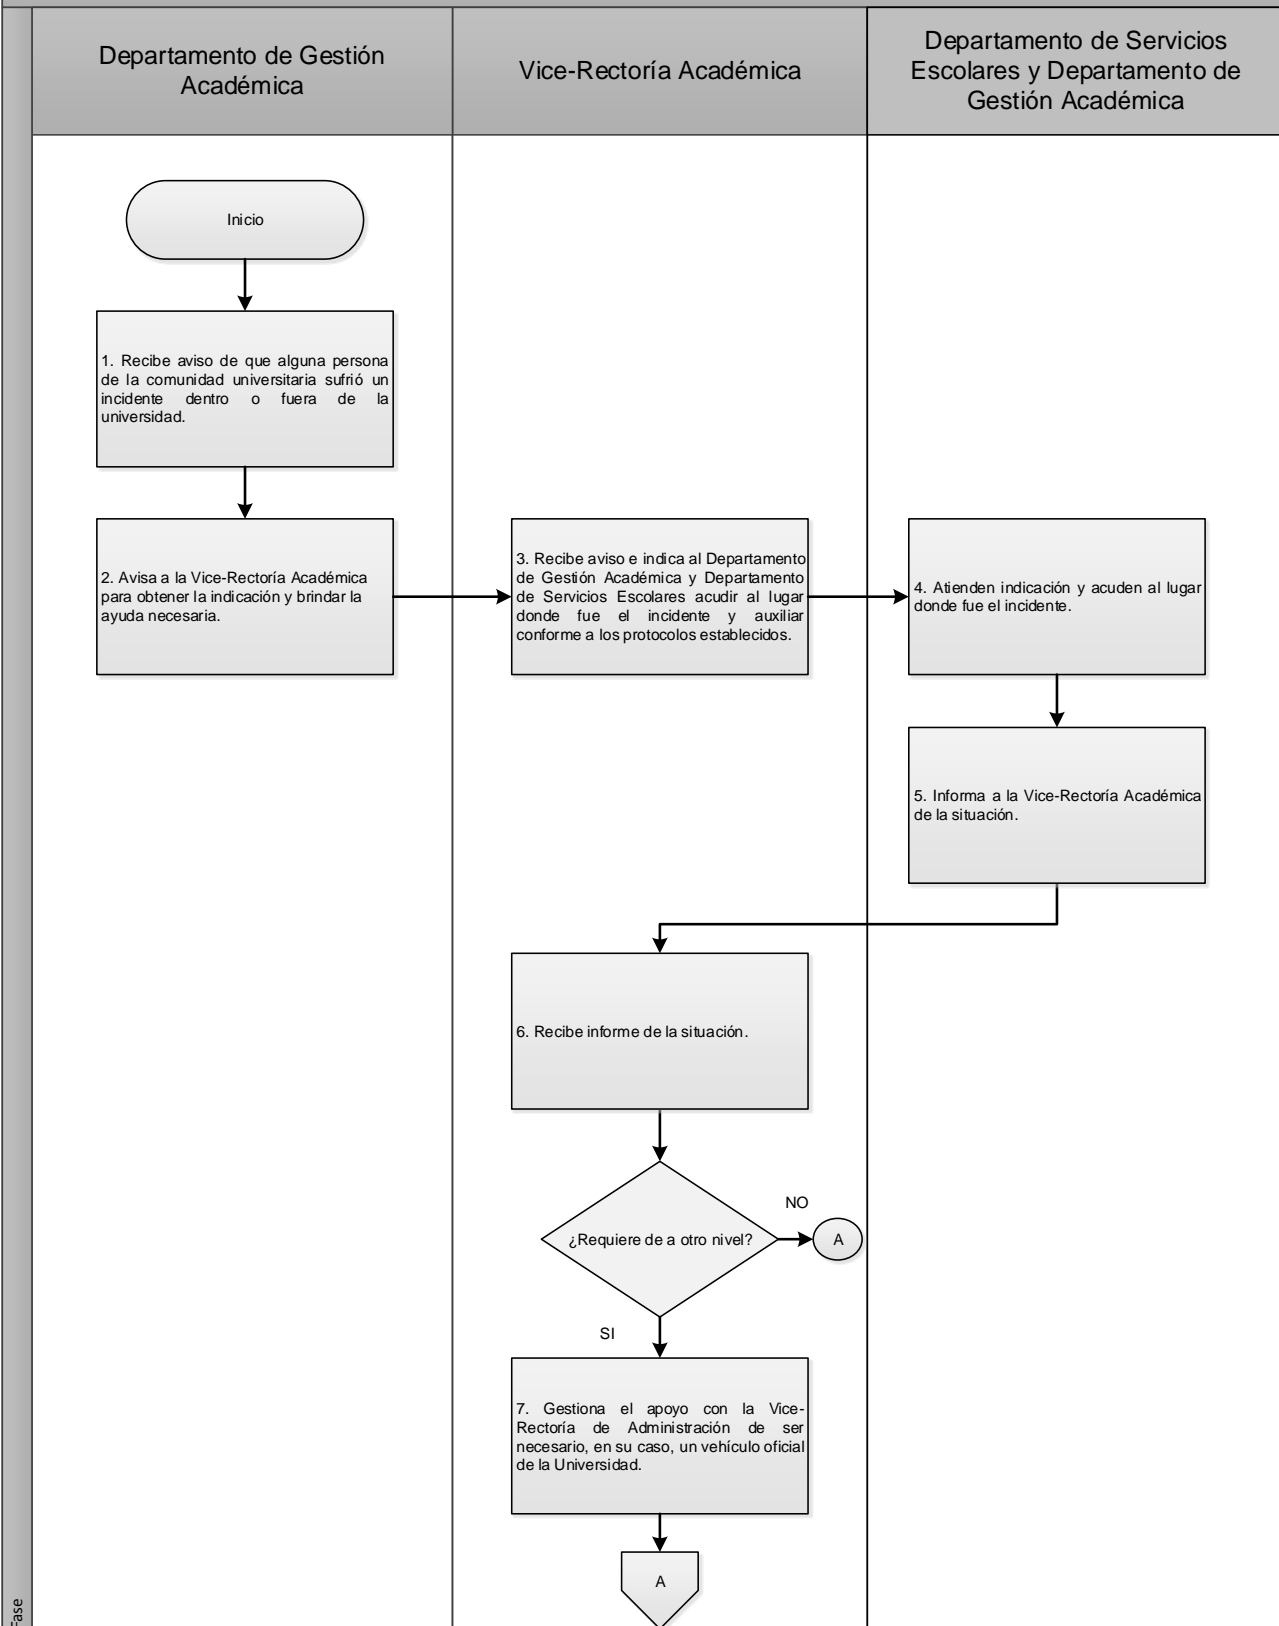 Departamento de Gestión
Académica
Vice-Rectoría Académica
Departamento de Servicios
Escolares y Departamento de
Gestión Académica
Inicio
1. Recibe aviso de que alguna persona
de la comunidad universitaria sufrió un
incidente dentro o fuera de la
universidad.
2. Avisa a la Vice-Rectoría Académica
para obtener la indicación y brindar la
ayuda necesaria.
3. Recibe aviso e indica al Departamento
de Gestión Académica y Departamento
de Servicios Escolares acudir al lugar
donde fue el incidente y auxiliar
conforme a los protocolos establecidos.
4. Atienden indicación y acuden al lugar
donde fue el incidente.
5. Informa a la Vice-Rectoría Académica
de la situación.
6. Recibe informe de la situación.
¿Requiere de a otro nivel?
NO
A
SI
7. Gestiona el apoyo con la Vice-
Rectoría de Administración de ser
necesario, en su caso, un vehículo oficial
de la Universidad.
A
Fase